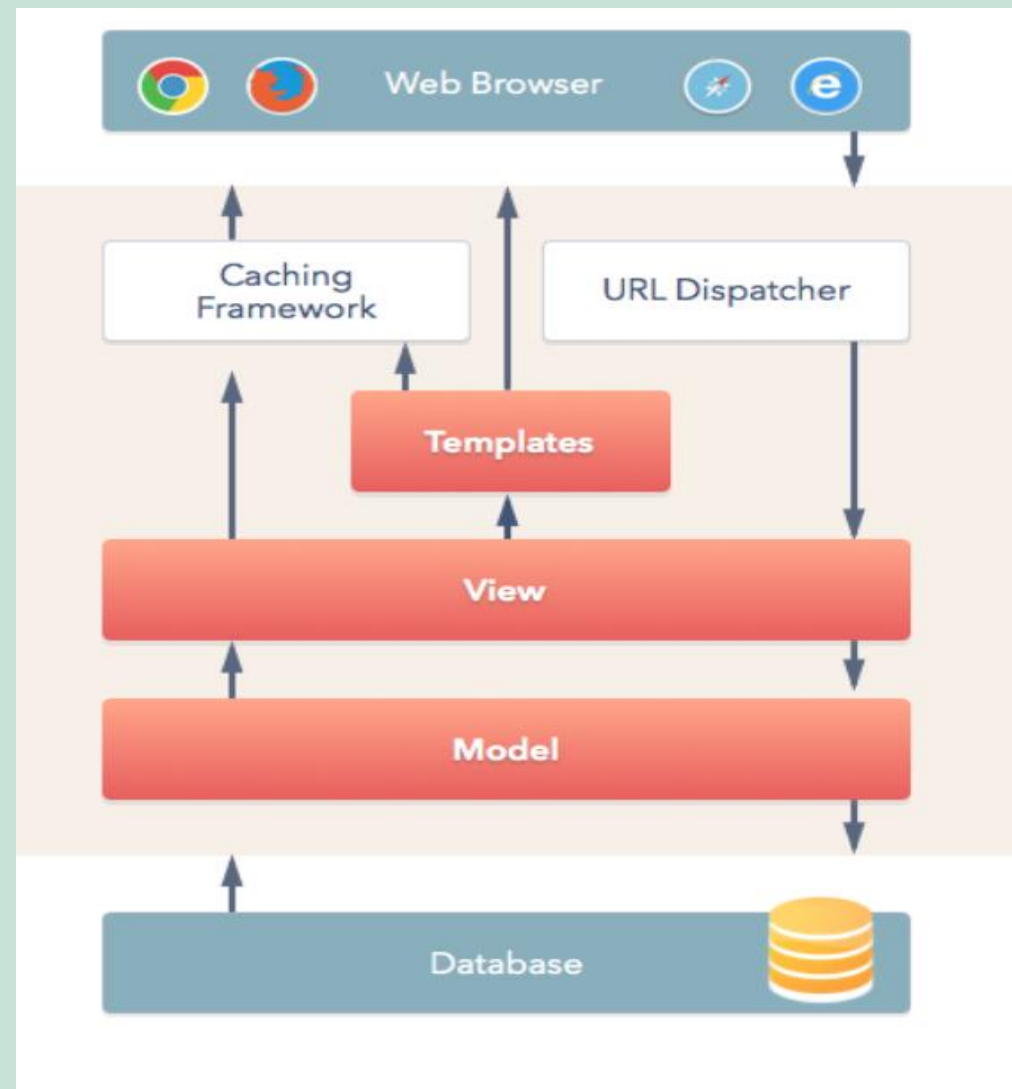 Web Browser
Caching
Framework
URL Dispatcher
Templates
View
Model
Database